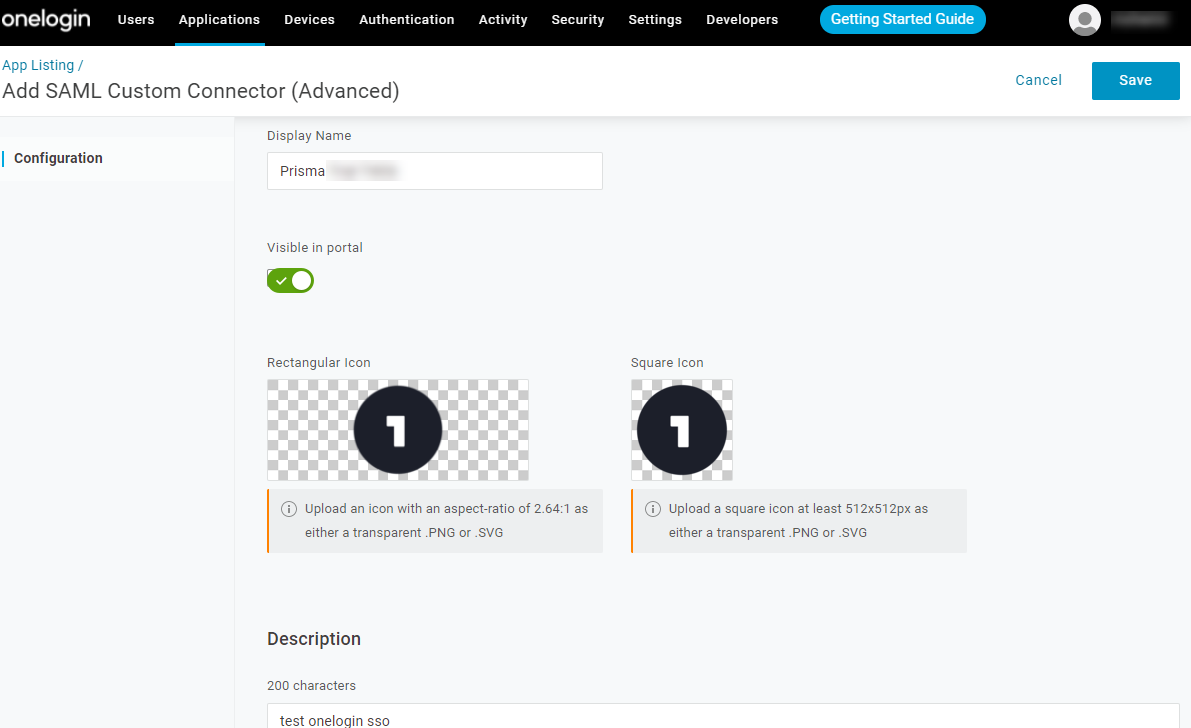 onelogin Users Applications Devices Authentication Activity Security Settings Developers Getting Started Guide
App Listing /
Add SAML Custom Connector (Advanced)
Cancel Save
Configuration
Display Name
Prisma
Visible in portal
Rectangular Icon Square Icon
1 1
Upload an icon with an aspect-ratio of 2.64:1 as
either a transparent .PNG or .SVG
Upload a square icon at least 512x512px as
either a transparent .PNG or .SVG
Description
200 characters
test onelogin sso